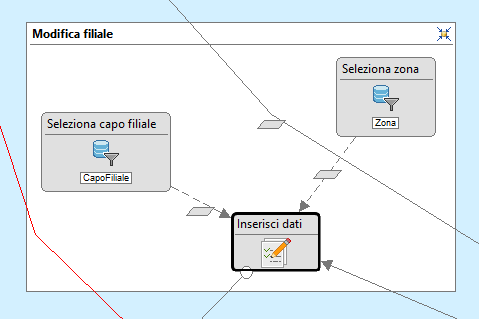 Modifica filiale
Seleziona zona
Zona
Seleziona capo filiale
CapoFiliale
Inserisci dati